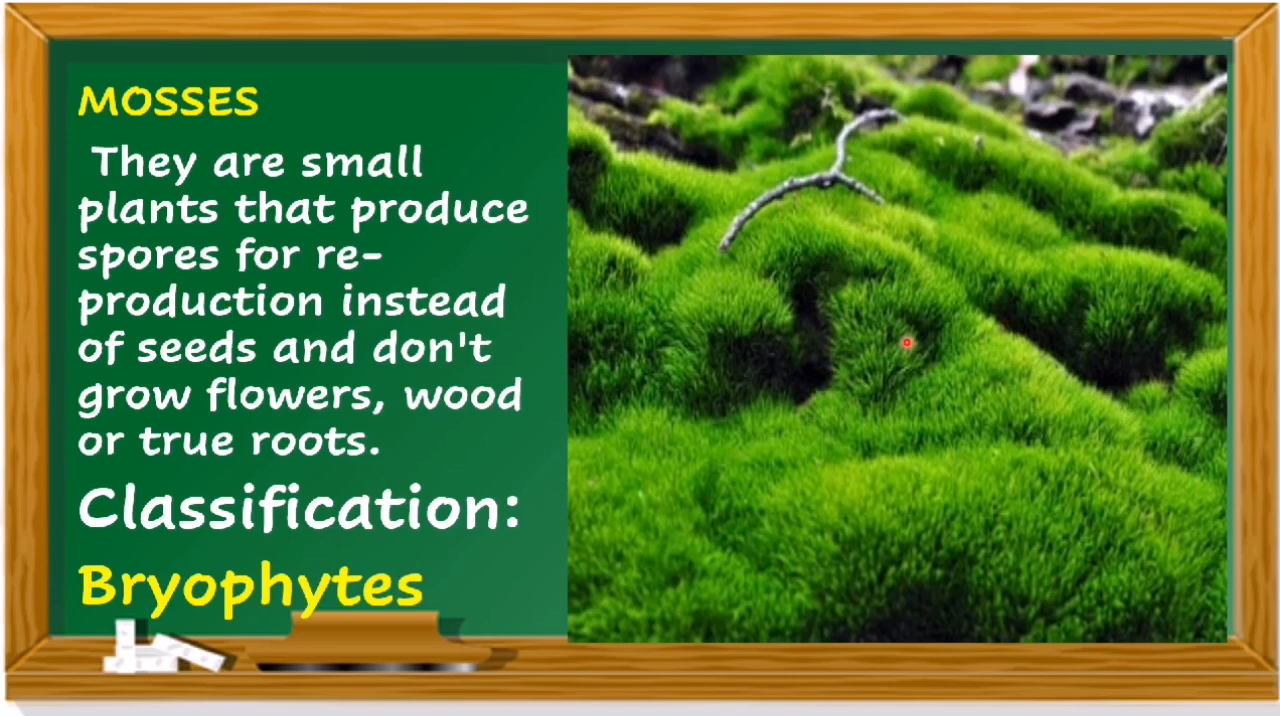 MOSSES
They are small
plants that produce
spores for re-
production instead
of seeds and don't
grow flowers, wood
or true roots.
Classification:
Bryophytes